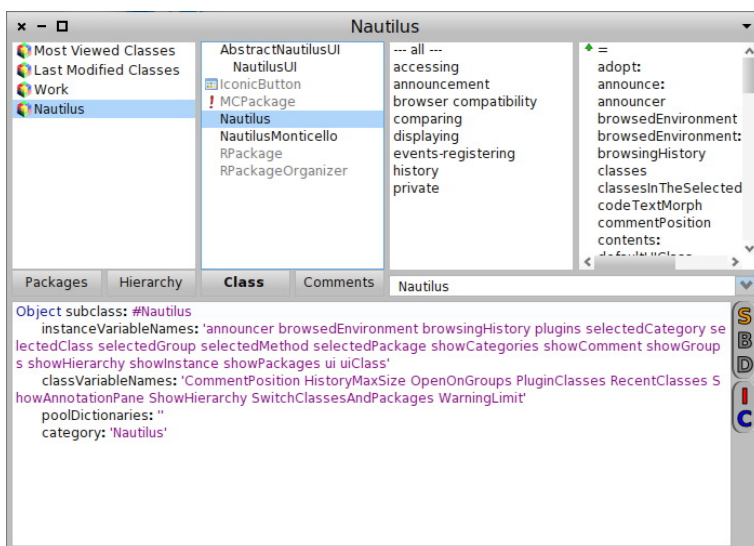 Nautilus
Most Viewed Classes
Last Modified Classes
Work
Nautilus
AbstractNautilusUI
NautilusUI
IconicButton
! MCPackage
Nautilus
NautilusMonticello
RPackage
RPackageOrganizer
--- all ---
accessing
announcement
browser compatibility
comparing
displaying
events-registering
history
private
=
adopt:
announce:
announcer
browsedEnvironment
browsedEnvironment:
browsingHistory
classes
classesInTheSelected
codeTextMorph
commentPosition
contents:
Packages Hierarchy Class Comments Nautilus
Object subclass: #Nautilus
instanceVariableNames: 'announcer browsedEnvironment browsingHistory plugins selectedCategory se
lectedClass selectedGroup selectedMethod selectedPackage showCategories showComment showGroup
s showHierarchy showInstance showPackages ui uiClass'
classVariableNames: 'CommentPosition HistoryMaxSize OpenOnGroups PluginClasses RecentClasses S
howAnnotationPane ShowHierarchy SwitchClassesAndPackages WarningLimit'
poolDictionaries: ''
category: 'Nautilus'
S
B
D
I
C